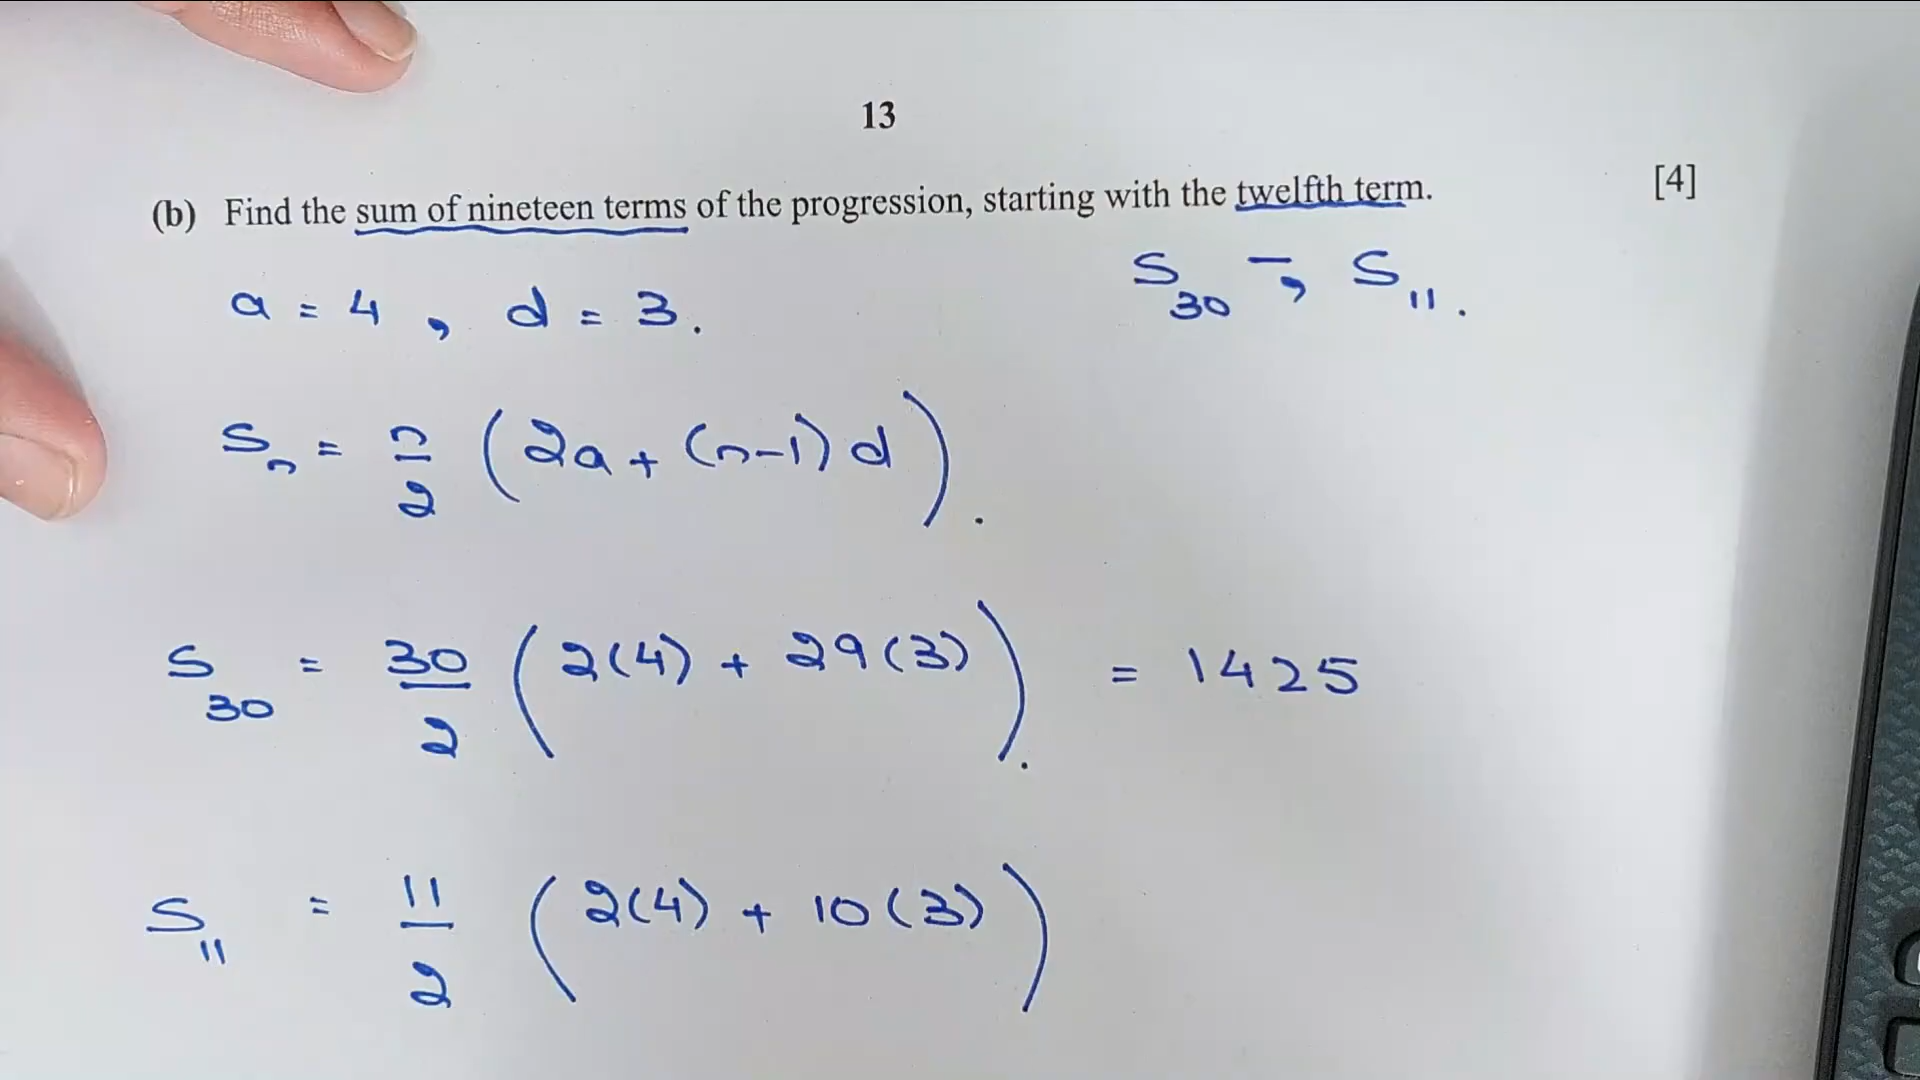 13
(b) Find the sum of nineteen terms of the progression, starting with the twelfth term. [4]
S₃₀ - , S₁₁.
a = 4 , d = 3.
Sₙ = n/2 (2a + (n-1) d).
S₃₀ = 30/2 (2(4) + 29(3)). = 1425
S₁₁ = 11/2 (2(4) + 10(3))